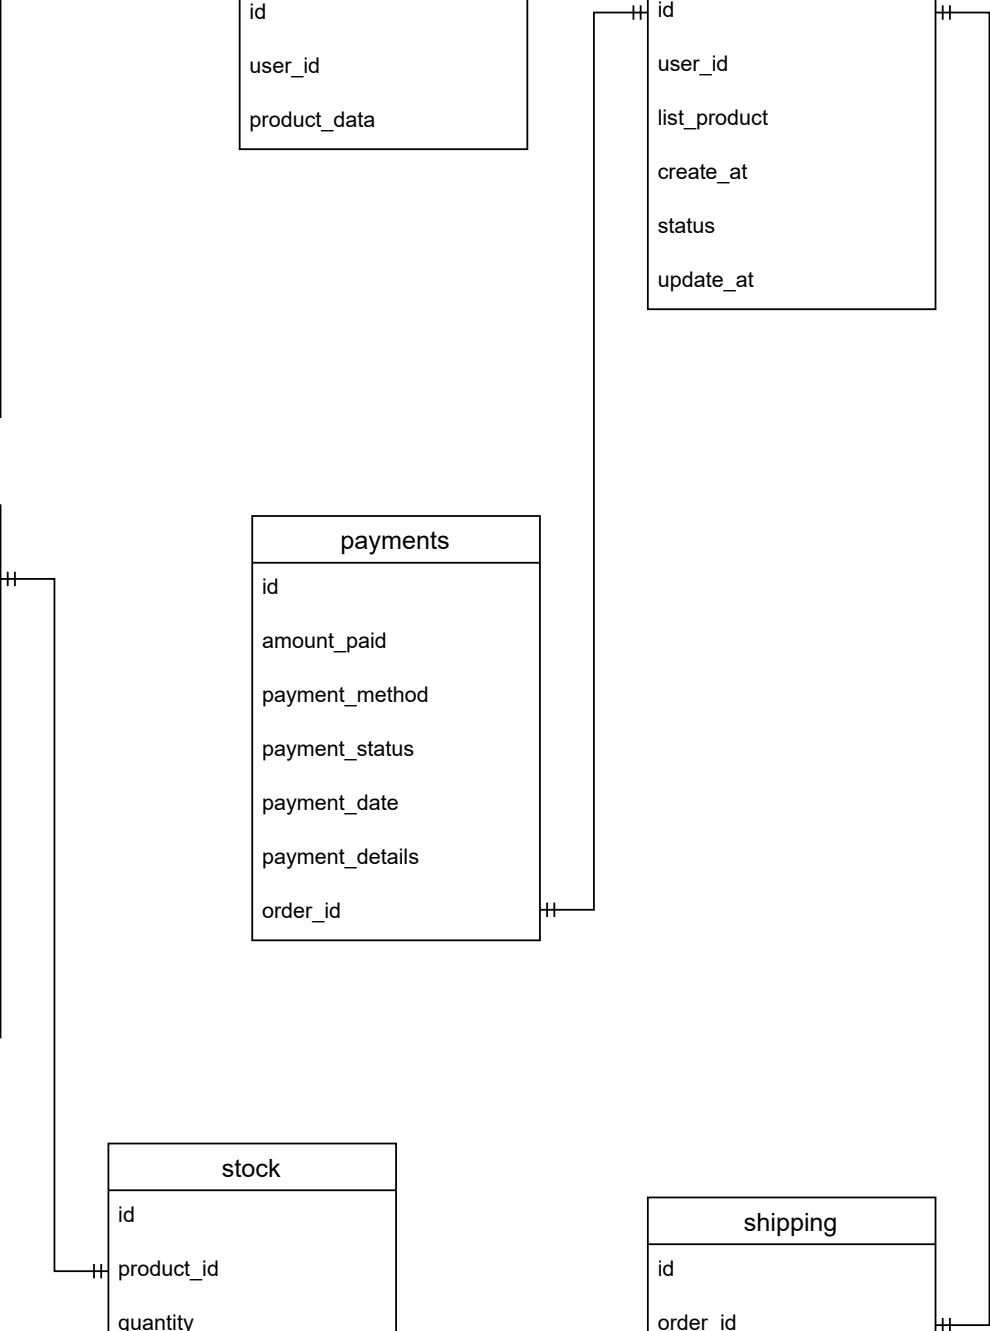 id
user_id
product_data
id
user_id
list_product
create_at
status
update_at
payments
id
amount_paid
payment_method
payment_status
payment_date
payment_details
order_id
stock
id
product_id
quantity
shipping
id
order_id